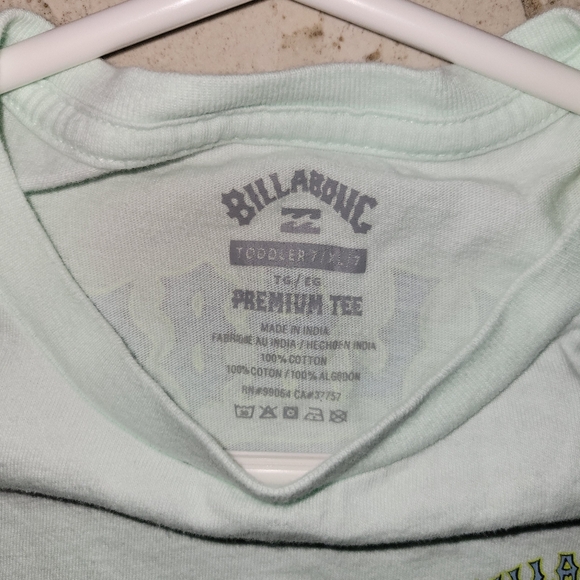 BILLABONG
TODDLER 7/XL/7
TG/EG
PREMIUM TEE
MADE IN INDIA
FABRIQUÉ AU INDIA / HECHO EN INDIA
100% COTTON
100% COTON / 100% ALGODON
RN#99064 CA#37757